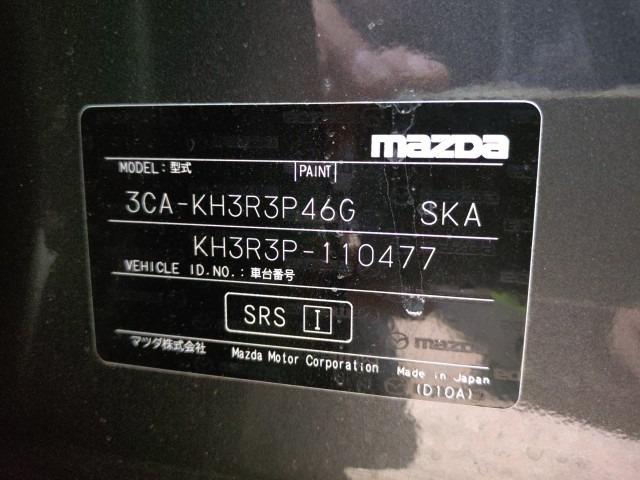 mazda
MODEL: 型式 PAINT
3CA-KH3R3P46G SKA
KH3R3P-110477
VEHICLE ID.NO.: 車台番号
SRS I
mazda
マツダ株式会社 Mazda Motor Corporation Made in Japan
(D10A)